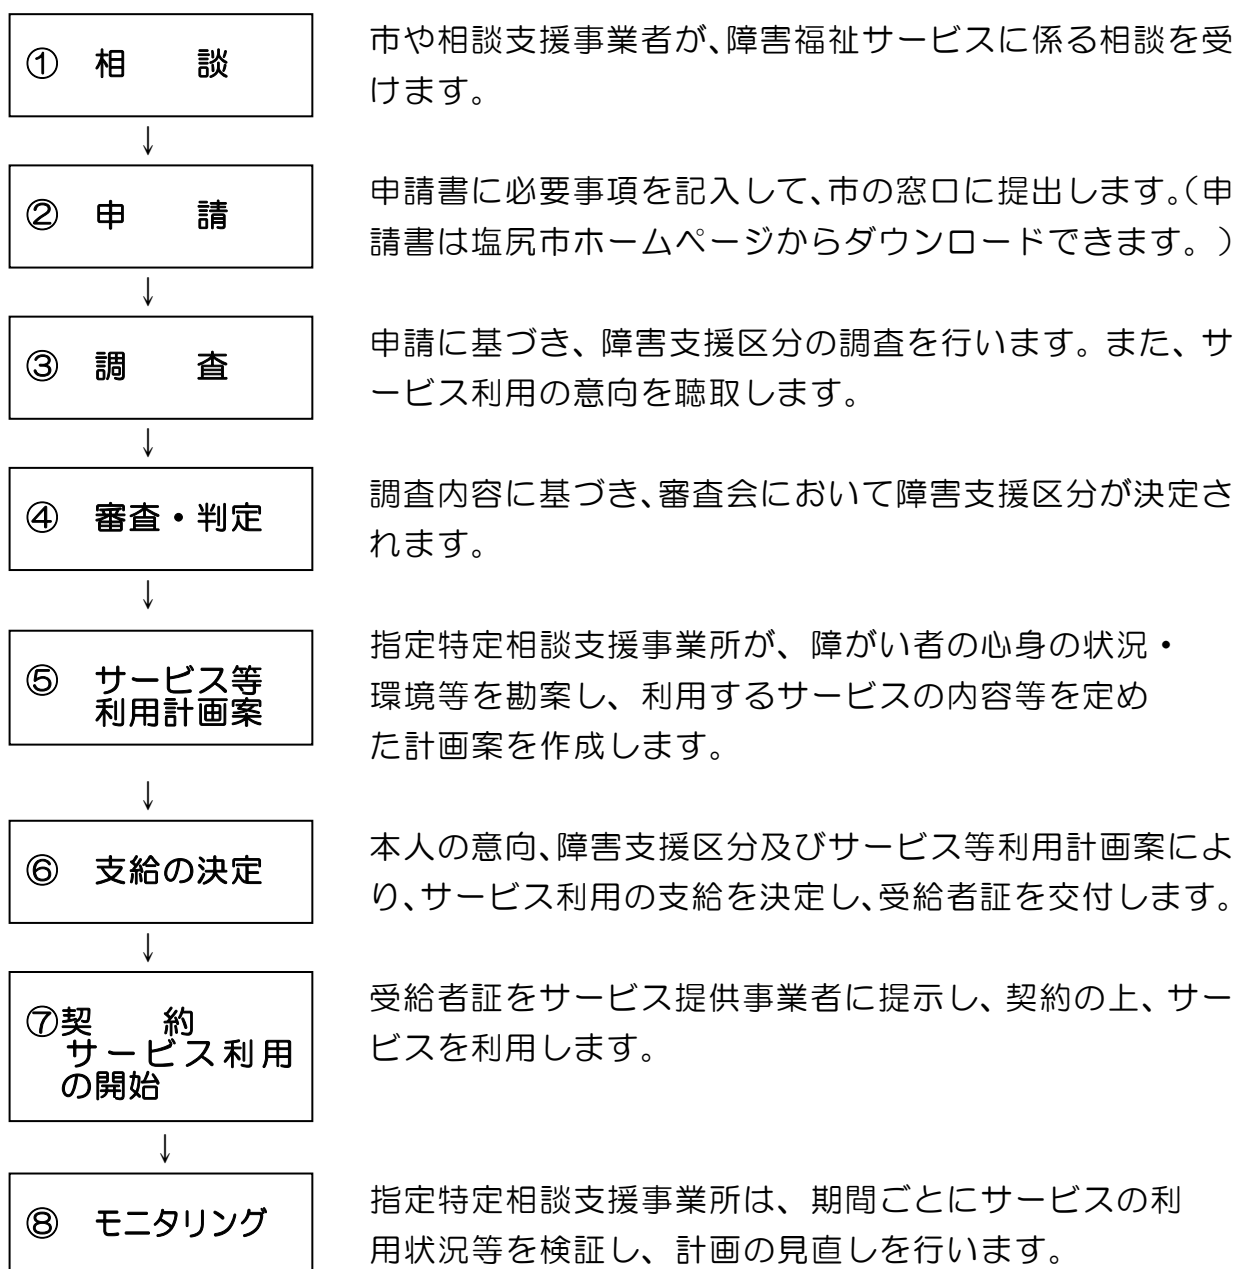 ① 相　　談
市や相談支援事業者が、障害福祉サービスに係る相談を受
けます。
↓
② 申　　請
申請書に必要事項を記入して、市の窓口に提出します。（申
請書は塩尻市ホームページからダウンロードできます。）
↓
③ 調　　査
申請に基づき、障害支援区分の調査を行います。また、サ
ービス利用の意向を聴取します。
↓
④ 審査・判定
調査内容に基づき、審査会において障害支援区分が決定さ
れます。
↓
⑤ サービス等
利用計画案
指定特定相談支援事業所が、障がい者の心身の状況・
環境等を勘案し、利用するサービスの内容等を定め
た計画案を作成します。
↓
⑥ 支給の決定
本人の意向、障害支援区分及びサービス等利用計画案によ
り、サービス利用の支給を決定し、受給者証を交付します。
↓
⑦契　　約
サービス利用
の開始
受給者証をサービス提供事業者に提示し、契約の上、サー
ビスを利用します。
↓
⑧ モニタリング
指定特定相談支援事業所は、期間ごとにサービスの利
用状況等を検証し、計画の見直しを行います。